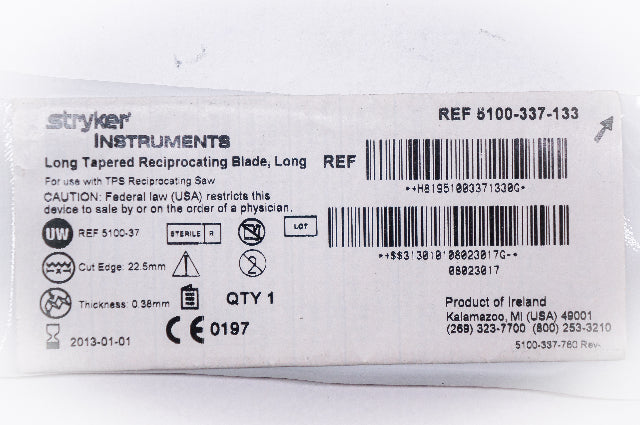 stryker
INSTRUMENTS
REF 5100-337-133
Long Tapered Reciprocating Blade, Long
REF
For use with TPS Reciprocating Saw
CAUTION: Federal law (USA) restricts this
device to sale by or on the order of a physician.
UW REF 5100-37
STERILE R
LOT
2
Cut Edge: 22.5mm
08023017
Thickness: 0.38mm
QTY 1
CE 0197
2013-01-01
Product of Ireland
Kalamazoo, MI (USA) 49001
(269) 323-7700 (800) 253-3210
5100-337-760